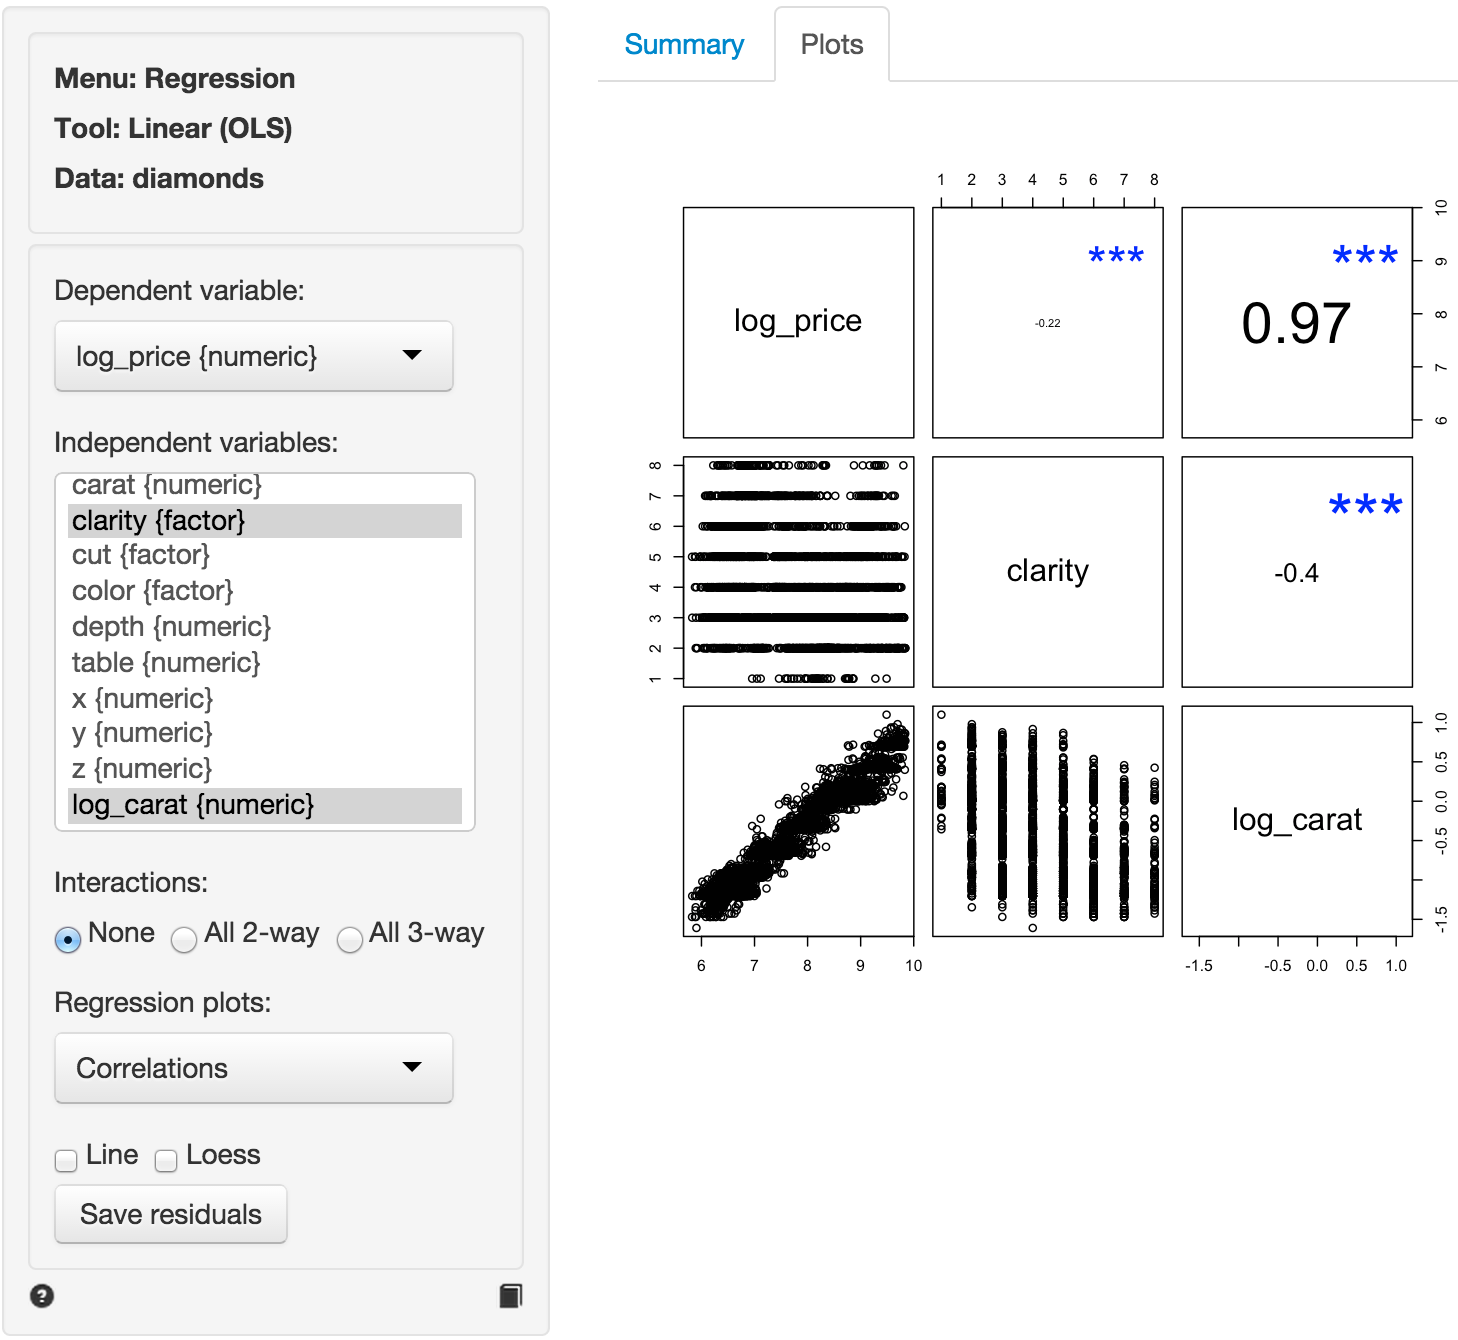 Menu: Regression
Tool: Linear (OLS)
Data: diamonds
Dependent variable:
log_price {numeric}
Independent variables:
carat {numeric}
clarity {factor}
cut {factor}
color {factor}
depth {numeric}
table {numeric}
x {numeric}
y {numeric}
z {numeric}
log_carat {numeric}
Interactions:
None All 2-way All 3-way
Regression plots:
Correlations
Line Loess
Save residuals
?
Summary Plots
1 2 3 4 5 6 7 8
log_price
***
-0.22
***
0.97
10
9
8
7
6
8
7
6
5
4
3
2
1
clarity
***
-0.4
log_carat
1.0
0.5
0.0
-0.5
-1.5
6 7 8 9 10
-1.5 -0.5 0.0 0.5 1.0